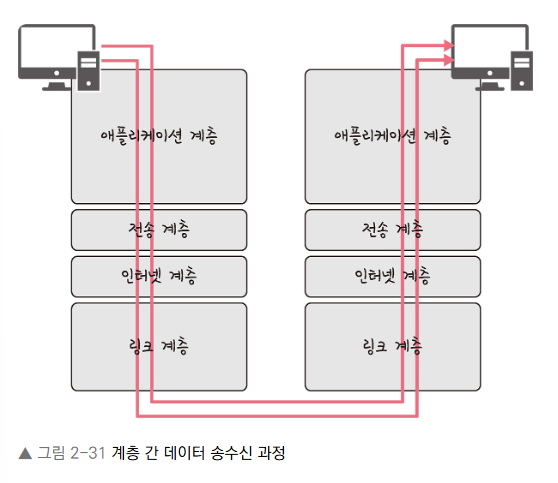 애플리케이션 계층
애플리케이션 계층
전송 계층
전송 계층
인터넷 계층
인터넷 계층
링크 계층
링크 계층
▲ 그림 2-31 계층 간 데이터 송수신 과정